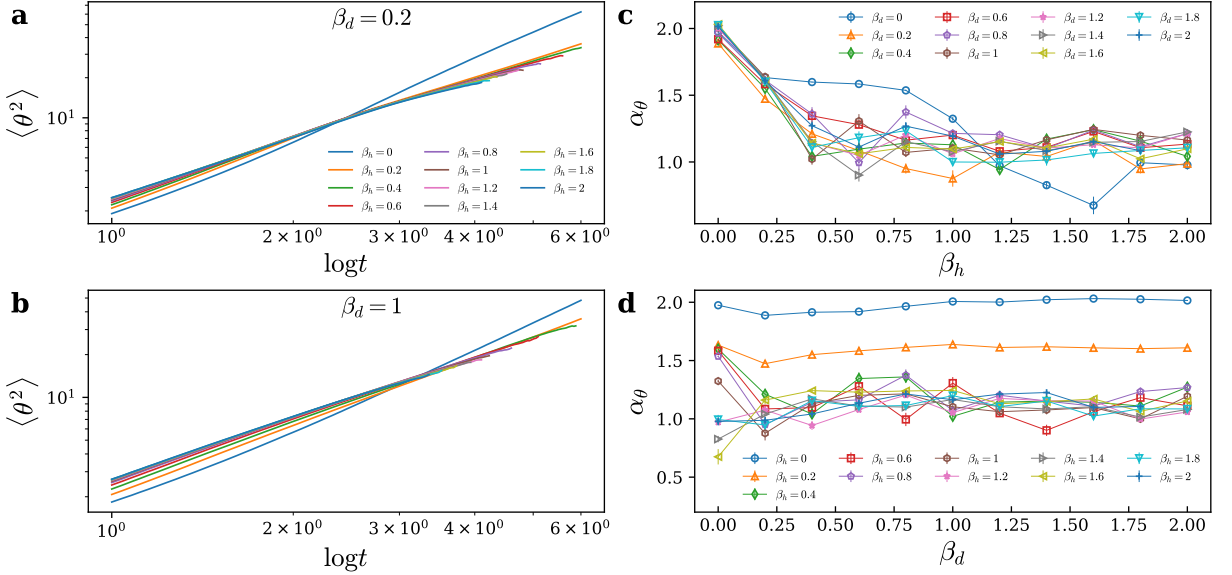 a
β_d = 0.2
⟨θ²⟩
10¹
β_h = 0
β_h = 0.2
β_h = 0.4
β_h = 0.6
β_h = 0.8
β_h = 1
β_h = 1.2
β_h = 1.4
β_h = 1.6
β_h = 1.8
β_h = 2
10⁰
2 × 10⁰
3 × 10⁰
4 × 10⁰
6 × 10⁰
logt
b
β_d = 1
⟨θ²⟩
10¹
10⁰
2 × 10⁰
3 × 10⁰
4 × 10⁰
6 × 10⁰
logt
c
α_θ
2.0
1.5
1.0
β_d = 0
β_d = 0.2
β_d = 0.4
β_d = 0.6
β_d = 0.8
β_d = 1
β_d = 1.2
β_d = 1.4
β_d = 1.6
β_d = 1.8
β_d = 2
0.00 0.25 0.50 0.75 1.00 1.25 1.50 1.75 2.00
β_h
d
α_θ
2.0
1.5
1.0
0.5
β_h = 0
β_h = 0.2
β_h = 0.4
β_h = 0.6
β_h = 0.8
β_h = 1
β_h = 1.2
β_h = 1.4
β_h = 1.6
β_h = 1.8
β_h = 2
0.00 0.25 0.50 0.75 1.00 1.25 1.50 1.75 2.00
β_d